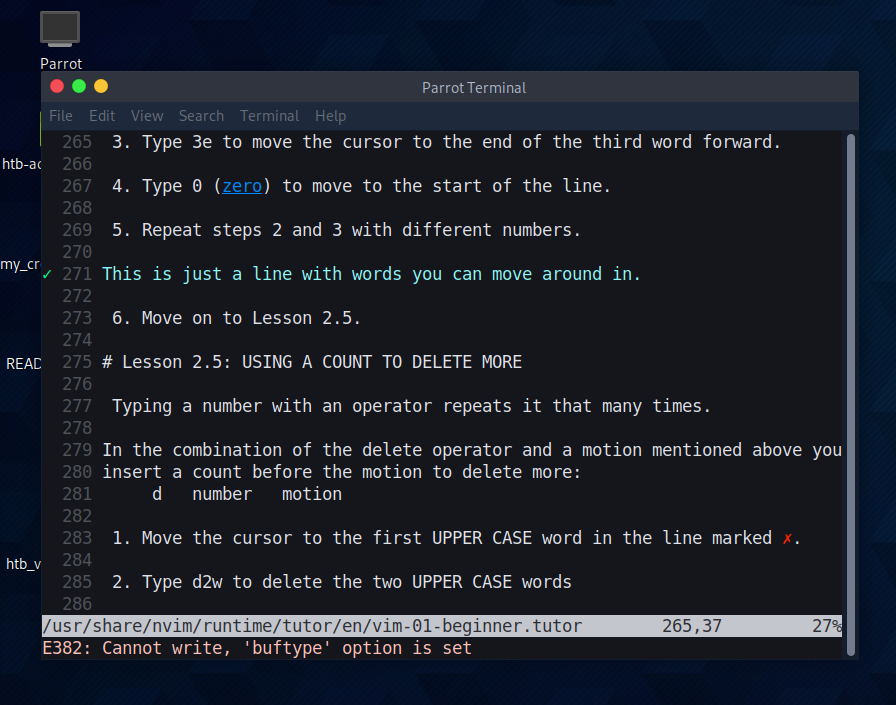 Parrot
htb-ac
my_cr
READ
htb_v
Parrot Terminal
File Edit View Search Terminal Help
265 3. Type 3e to move the cursor to the end of the third word forward.
266
267 4. Type 0 (zero) to move to the start of the line.
268
269 5. Repeat steps 2 and 3 with different numbers.
270
✓ 271 This is just a line with words you can move around in.
272
273 6. Move on to Lesson 2.5.
274
275 # Lesson 2.5: USING A COUNT TO DELETE MORE
276
277 Typing a number with an operator repeats it that many times.
278
279 In the combination of the delete operator and a motion mentioned above you
280 insert a count before the motion to delete more:
281 d number motion
282
283 1. Move the cursor to the first UPPER CASE word in the line marked ✗.
284
285 2. Type d2w to delete the two UPPER CASE words
286
/usr/share/nvim/runtime/tutor/en/vim-01-beginner.tutor 265,37 27%
E382: Cannot write, 'buftype' option is set